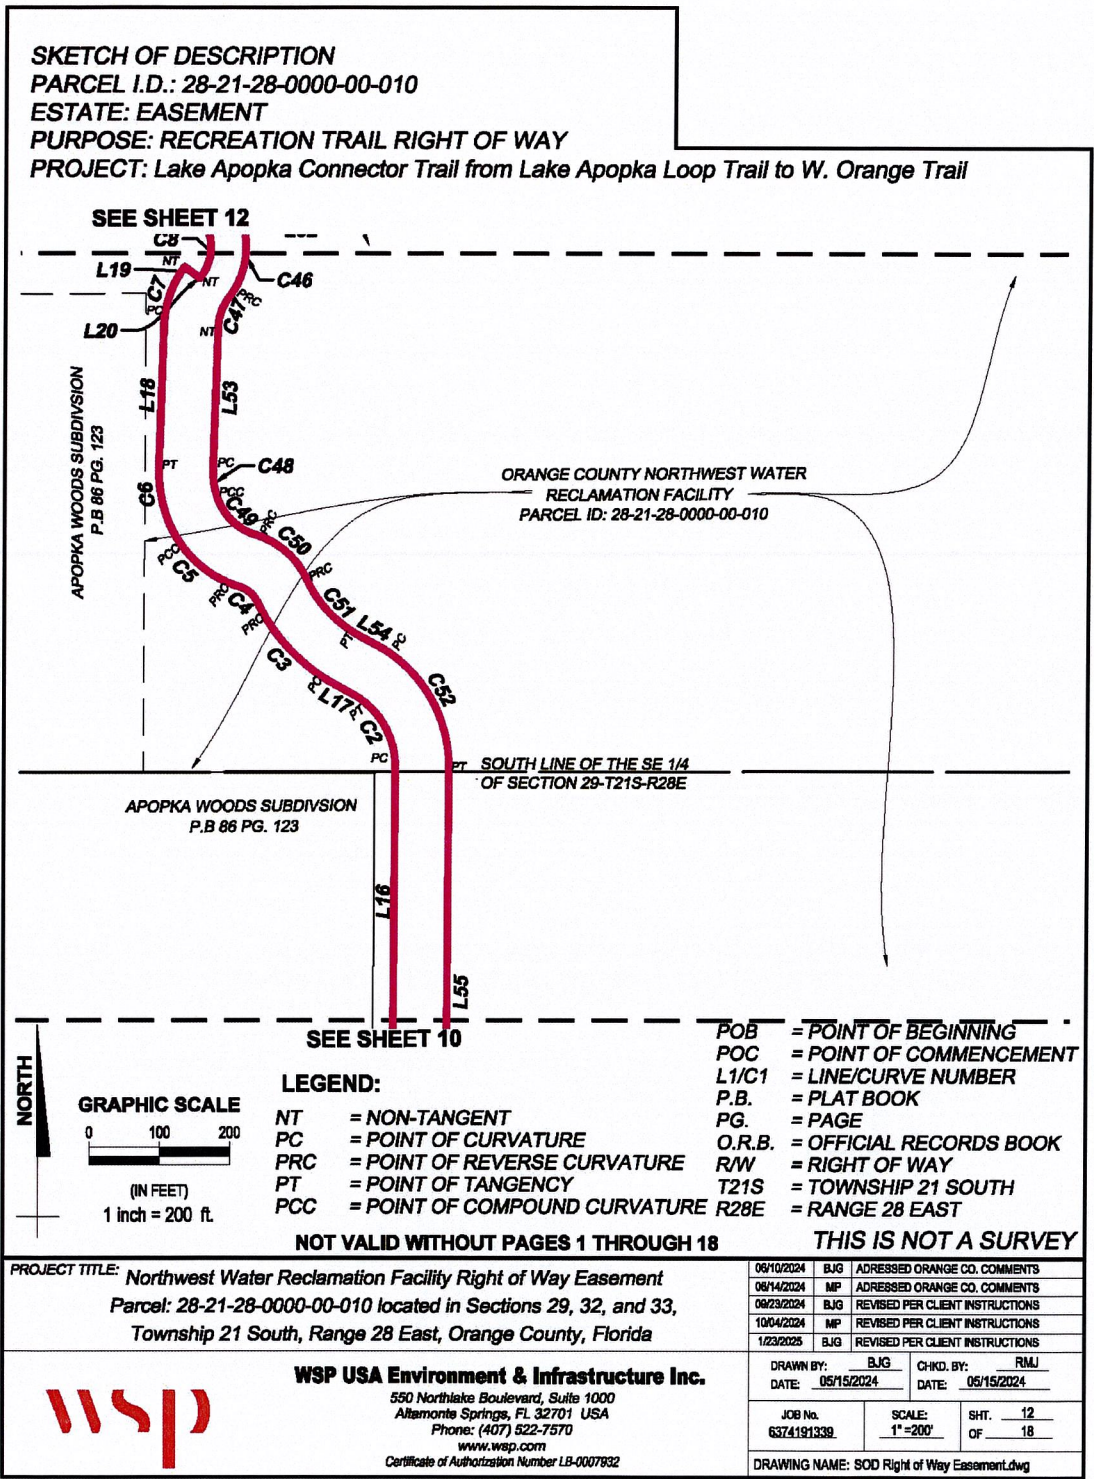 SKETCH OF DESCRIPTION
PARCEL I.D.: 28-21-28-0000-00-010
ESTATE: EASEMENT
PURPOSE: RECREATION TRAIL RIGHT OF WAY
PROJECT: Lake Apopka Connector Trail from Lake Apopka Loop Trail to W. Orange Trail
SEE SHEET 12
C8
NT
L19
C7
NT
C46
PRC
PC
L20
NT
C47
L18
L53
APOPKA WOODS SUBDIVSION
P.B 86 PG. 123
PT
PC
C48
C6
PCC
C49
PRC
C50
ORANGE COUNTY NORTHWEST WATER
RECLAMATION FACILITY
PARCEL ID: 28-21-28-0000-00-010
PCC
C5
PRC
C4
PRC
PRC
C51
L54
PT
PC
C3
PC
L17
PT
C2
C52
PC
PT
SOUTH LINE OF THE SE 1/4
OF SECTION 29-T21S-R28E
APOPKA WOODS SUBDIVSION
P.B 86 PG. 123
L16
L55
SEE SHEET 10
NORTH
GRAPHIC SCALE
0 100 200
(IN FEET)
1 inch = 200 ft.
LEGEND:
NT = NON-TANGENT
PC = POINT OF CURVATURE
PRC = POINT OF REVERSE CURVATURE
PT = POINT OF TANGENCY
PCC = POINT OF COMPOUND CURVATURE
POB = POINT OF BEGINNING
POC = POINT OF COMMENCEMENT
L1/C1 = LINE/CURVE NUMBER
P.B. = PLAT BOOK
PG. = PAGE
O.R.B. = OFFICIAL RECORDS BOOK
R/W = RIGHT OF WAY
T21S = TOWNSHIP 21 SOUTH
R28E = RANGE 28 EAST
NOT VALID WITHOUT PAGES 1 THROUGH 18
THIS IS NOT A SURVEY
PROJECT TITLE: Northwest Water Reclamation Facility Right of Way Easement
Parcel: 28-21-28-0000-00-010 located in Sections 29, 32, and 33,
Township 21 South, Range 28 East, Orange County, Florida
06/10/2024 BJG ADRESSED ORANGE CO. COMMENTS
06/14/2024 MP ADRESSED ORANGE CO. COMMENTS
09/23/2024 BJG REVISED PER CLIENT INSTRUCTIONS
10/04/2024 MP REVISED PER CLIENT INSTRUCTIONS
1/23/2025 BJG REVISED PER CLIENT INSTRUCTIONS
wsp
WSP USA Environment & Infrastructure Inc.
550 Northlake Boulevard, Suite 1000
Altamonte Springs, FL 32701 USA
Phone: (407) 522-7570
www.wsp.com
Certificate of Authorization Number LB-0007932
DRAWN BY: BJG
DATE: 05/15/2024
CHKD. BY: RMJ
DATE: 05/15/2024
JOB No.
6374191339
SCALE:
1"=200'
SHT. 12
OF 18
DRAWING NAME: SOD Right of Way Easement.dwg